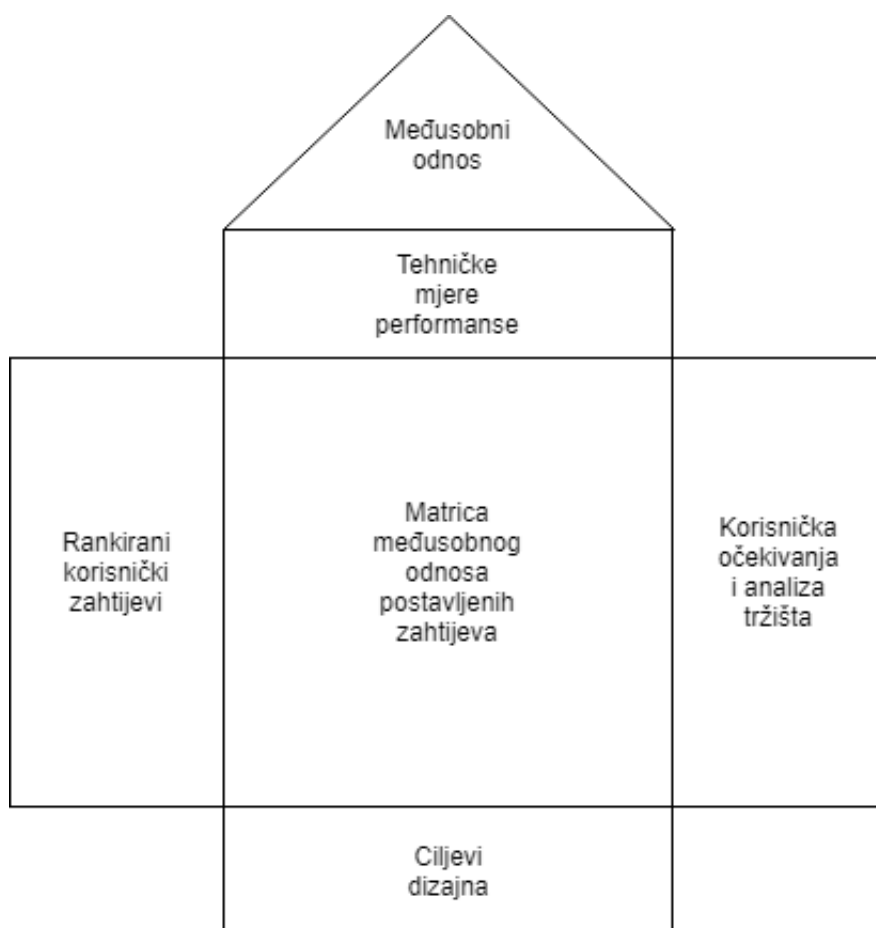 Međusobni
odnos
Tehničke
mjere
performanse
Rankirani
korisnički
zahtijevi
Matrica
međusobnog
odnosa
postavljenih
zahtijeva
Korisnička
očekivanja
i analiza
tržišta
Ciljevi
dizajna